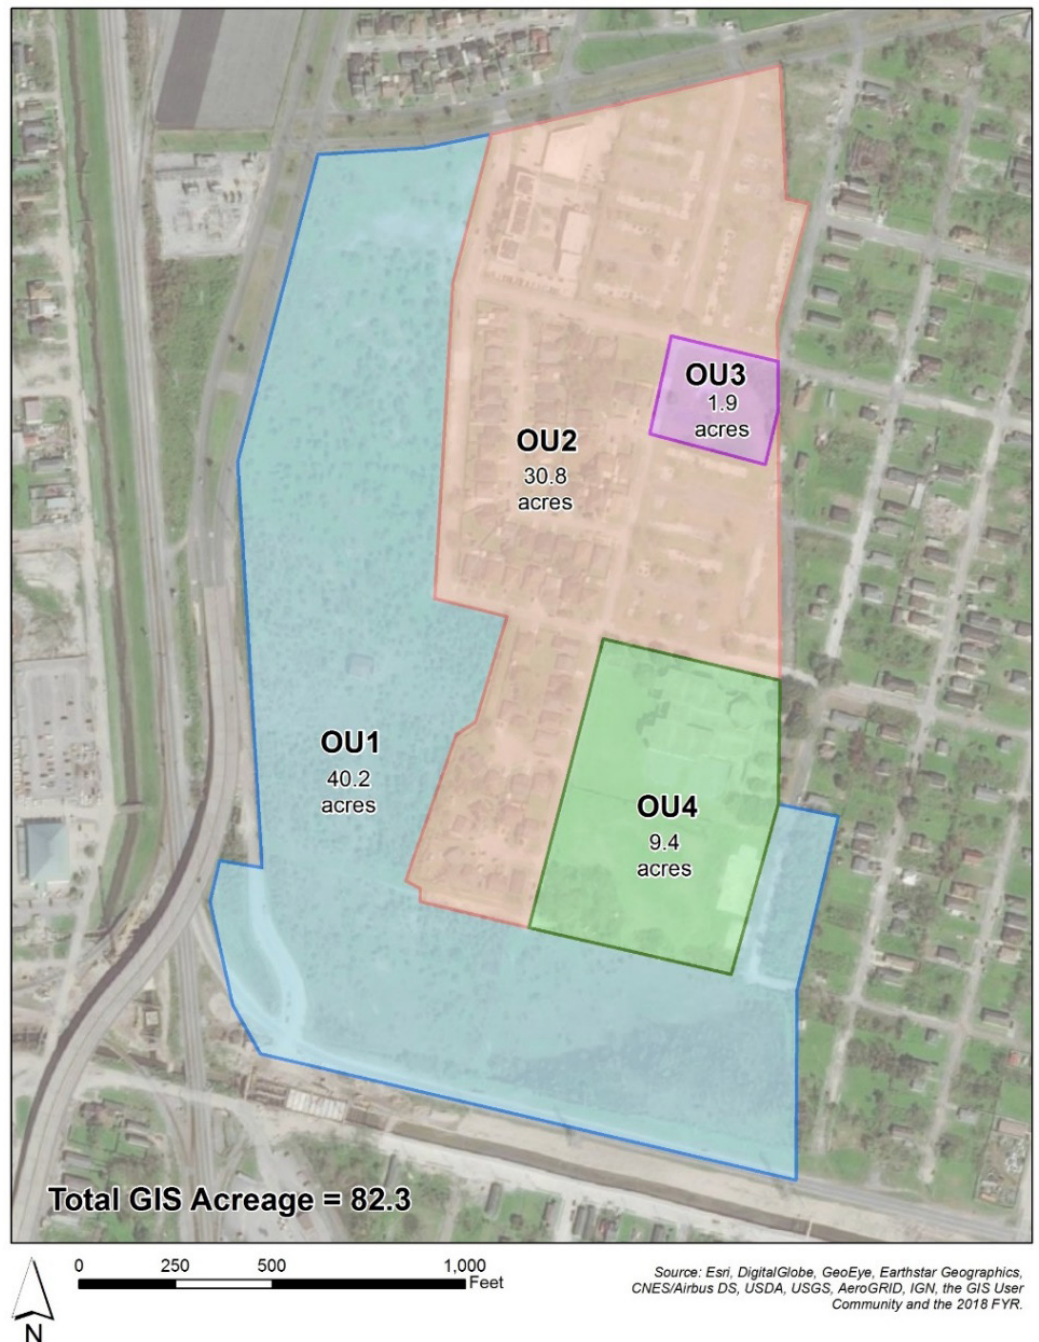 OU3
1.9
acres
OU2
30.8
acres
OU1
40.2
acres
OU4
9.4
acres
Total GIS Acreage = 82.3
0 250 500 1,000
Feet
N
Source: Esri, DigitalGlobe, GeoEye, Earthstar Geographics,
CNES/Airbus DS, USDA, USGS, AeroGRID, IGN, the GIS User
Community and the 2018 FYR.